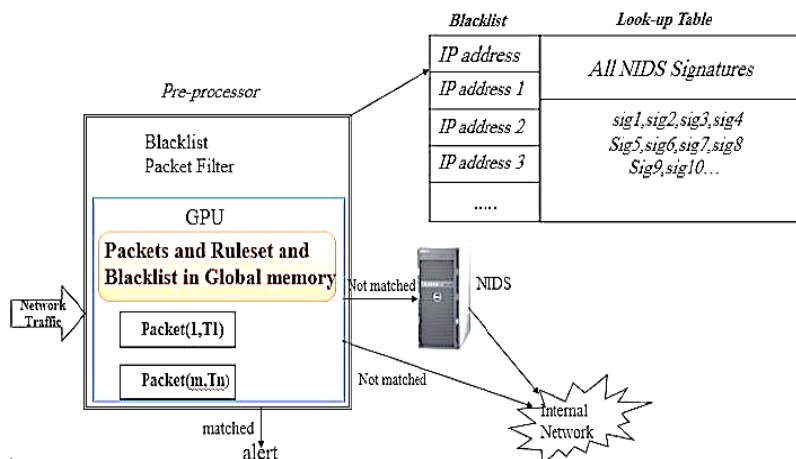 Blacklist
Look-up Table
IP address
All NIDS Signatures
IP address 1
IP address 2
sig1,sig2,sig3,sig4
Sig5,sig6,sig7,sig8
Sig9,sig10...
IP address 3
.....
Pre-processor
Blacklist
Packet Filter
GPU
Packets and Ruleset and
Blacklist in Global memory
Network
Traffic
Packet(1,T1)
Packet(m,Tn)
Not matched
NIDS
Not matched
Internal
Network
matched
alert